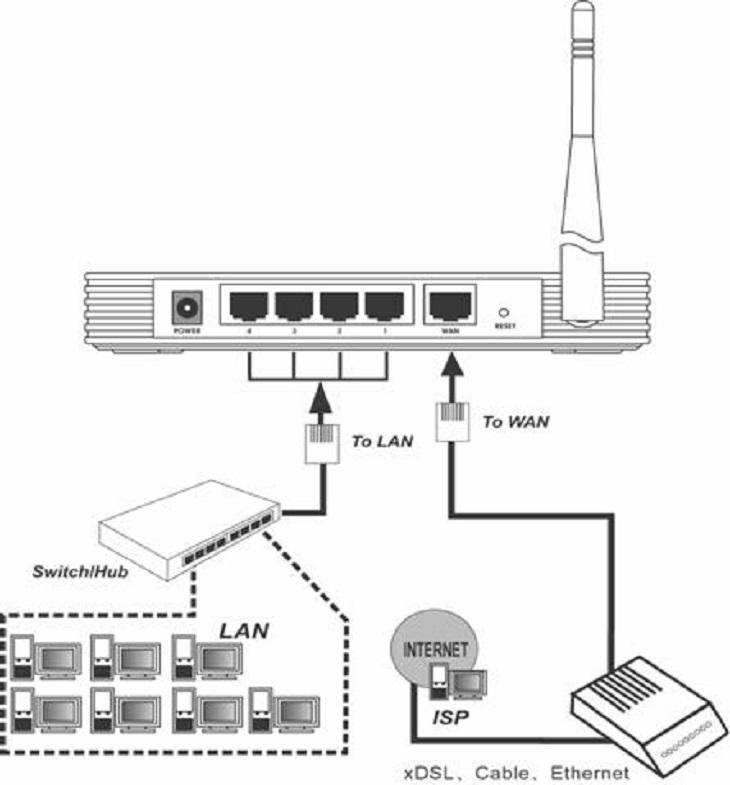 POWER
4 3 2 1
WAN
RESET
To LAN
To WAN
Switch/Hub
LAN
INTERNET
ISP
xDSL、Cable、Ethernet